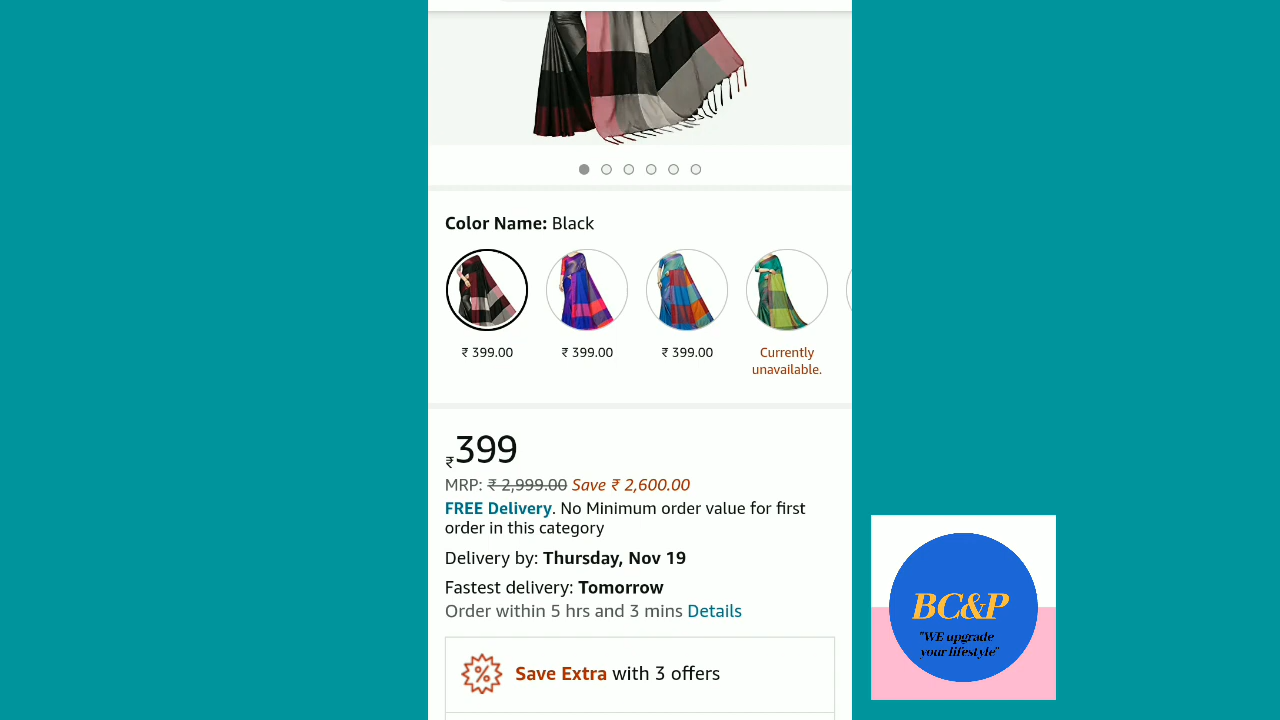 Color Name: Black
₹ 399.00
₹ 399.00
₹ 399.00
Currently
unavailable.
₹399
MRP: ₹ 2,999.00 Save ₹ 2,600.00
FREE Delivery. No Minimum order value for first
order in this category
Delivery by: Thursday, Nov 19
Fastest delivery: Tomorrow
Order within 5 hrs and 3 mins Details
% Save Extra with 3 offers
BC&P
"WE upgrade
your lifestyle"